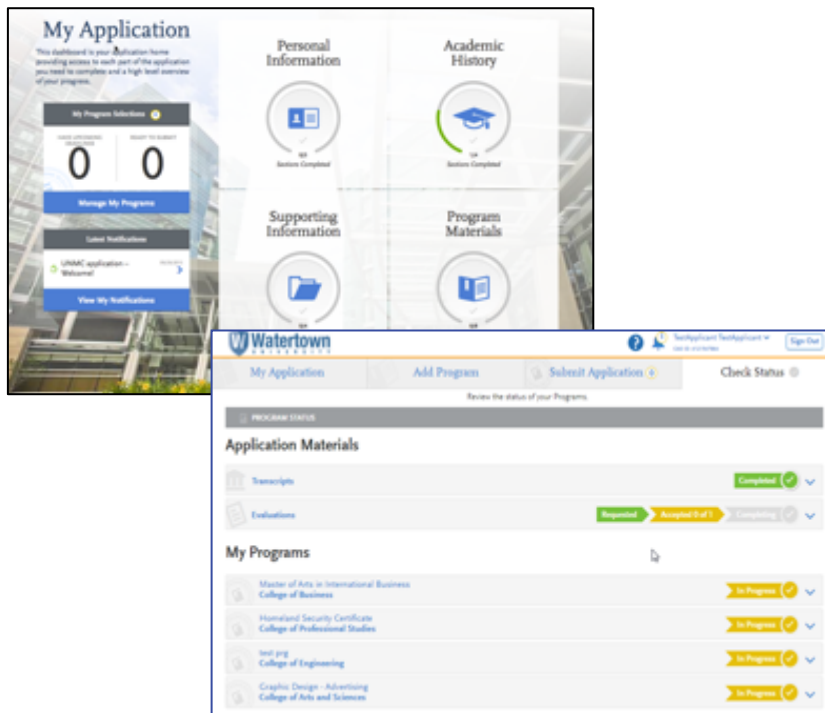 My Application
This dashboard is your application home
providing access to each part of the application
you need to complete and a high level overview
of your progress.
My Program Selections
READY TO SUBMIT
0
0
Manage My Programs
Latest Notifications
UNMC application –
Welcome!
View My Notifications
Personal
Information
Sections Completed
Academic
History
Sections Completed
Supporting
Information
Program
Materials
Watertown
UNIVERSITY
TestApplicant TestApplicant
Sign Out
My Application
Add Program
Submit Application
Check Status
Review the status of your Programs.
PROGRAM STATUS
Application Materials
Transcripts
Completed
Evaluations
Requested
Accepted 0 of 1
Completing
My Programs
Master of Arts in International Business
College of Business
In Progress
Homeland Security Certificate
College of Professional Studies
In Progress
test prg
College of Engineering
In Progress
Graphic Design - Advertising
College of Arts and Sciences
In Progress